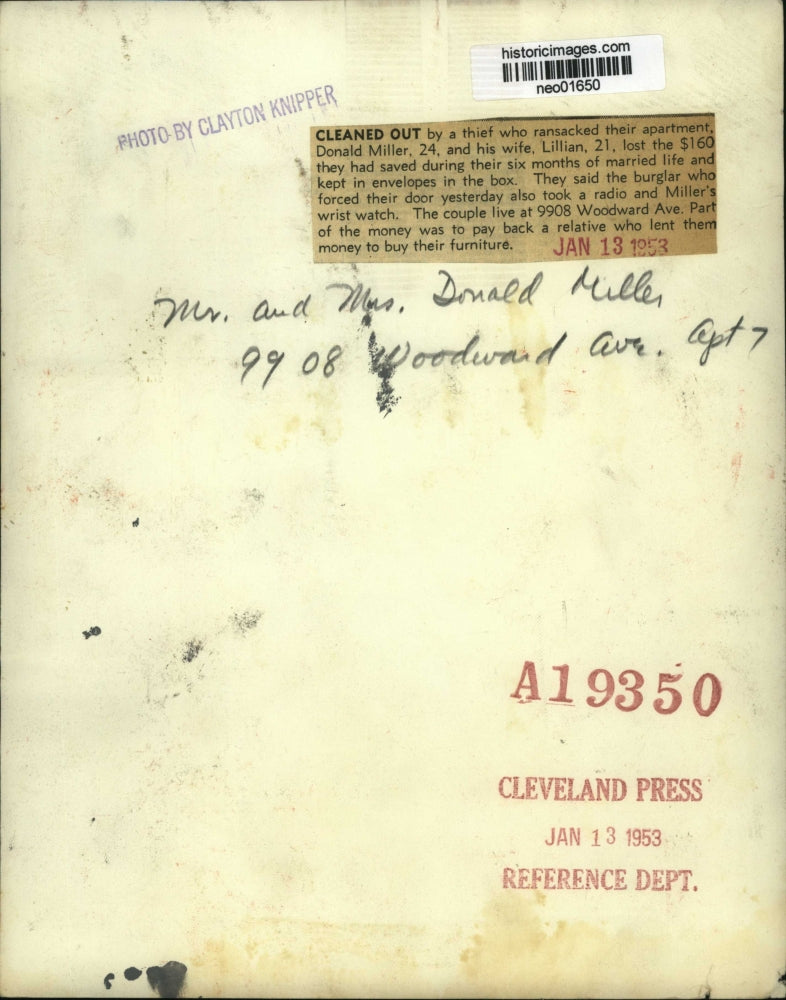 historicimages.com
neo01650
PHOTO BY CLAYTON KNIPPER
CLEANED OUT by a thief who ransacked their apartment,
Donald Miller, 24, and his wife, Lillian, 21, lost the $160
they had saved during their six months of married life and
kept in envelopes in the box. They said the burglar who
forced their door yesterday also took a radio and Miller's
wrist watch. The couple live at 9908 Woodward Ave. Part
of the money was to pay back a relative who lent them
money to buy their furniture. JAN 13 1953
Mr. and Mrs. Donald Miller
9908 Woodward Ave. Apt 7
A19350
CLEVELAND PRESS
JAN 13 1953
REFERENCE DEPT.